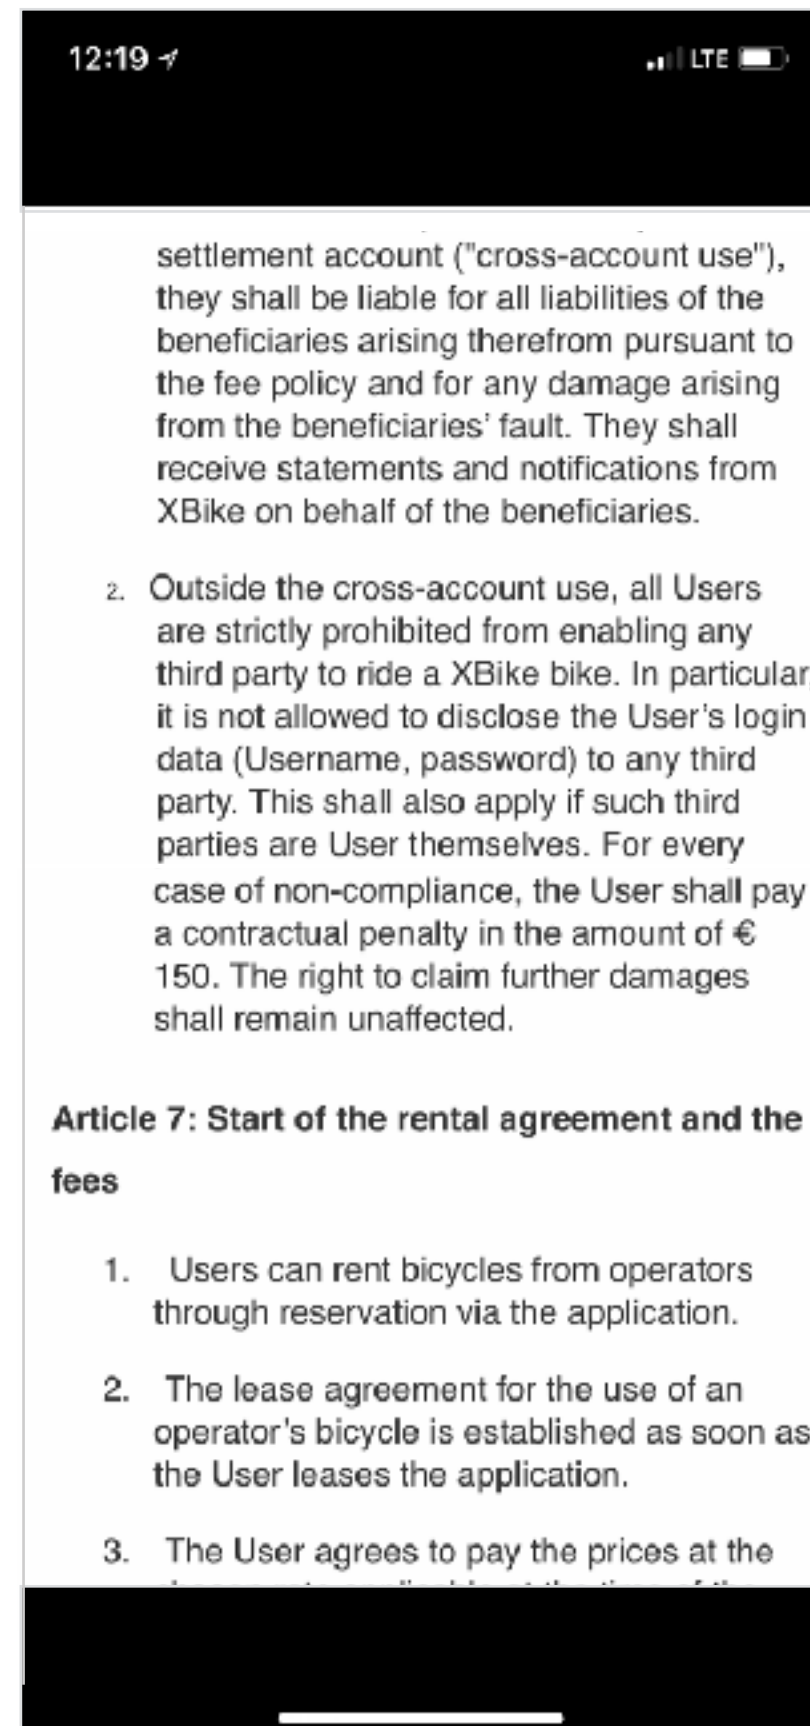 12:19
LTE
settlement account ("cross-account use"),
they shall be liable for all liabilities of the
beneficiaries arising therefrom pursuant to
the fee policy and for any damage arising
from the beneficiaries' fault. They shall
receive statements and notifications from
XBike on behalf of the beneficiaries.
2. Outside the cross-account use, all Users
are strictly prohibited from enabling any
third party to ride a XBike bike. In particular,
it is not allowed to disclose the User's login
data (Username, password) to any third
party. This shall also apply if such third
parties are User themselves. For every
case of non-compliance, the User shall pay
a contractual penalty in the amount of €
150. The right to claim further damages
shall remain unaffected.
Article 7: Start of the rental agreement and the
fees
1. Users can rent bicycles from operators
through reservation via the application.
2. The lease agreement for the use of an
operator's bicycle is established as soon as
the User leases the application.
3. The User agrees to pay the prices at the